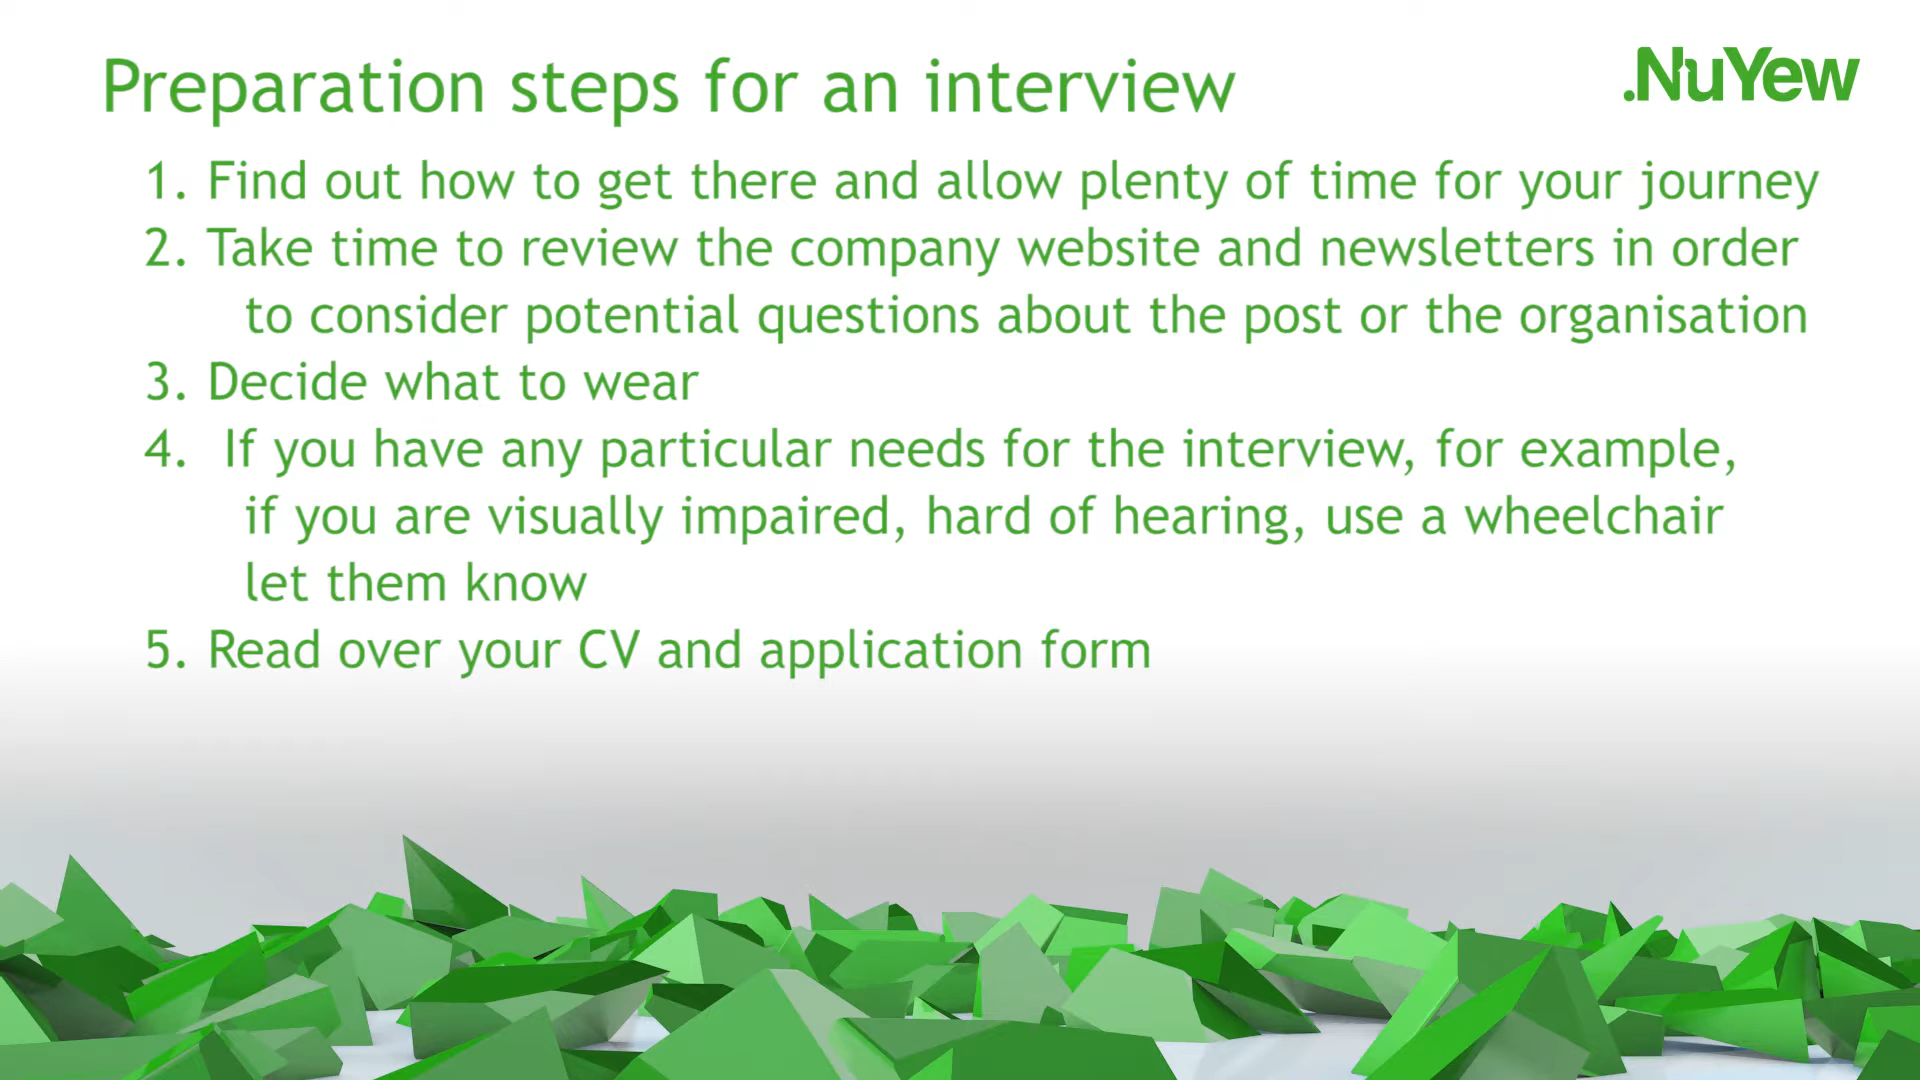 Preparation steps for an interview
.NuYew
1. Find out how to get there and allow plenty of time for your journey
2. Take time to review the company website and newsletters in order
to consider potential questions about the post or the organisation
3. Decide what to wear
4. If you have any particular needs for the interview, for example,
if you are visually impaired, hard of hearing, use a wheelchair
let them know
5. Read over your CV and application form